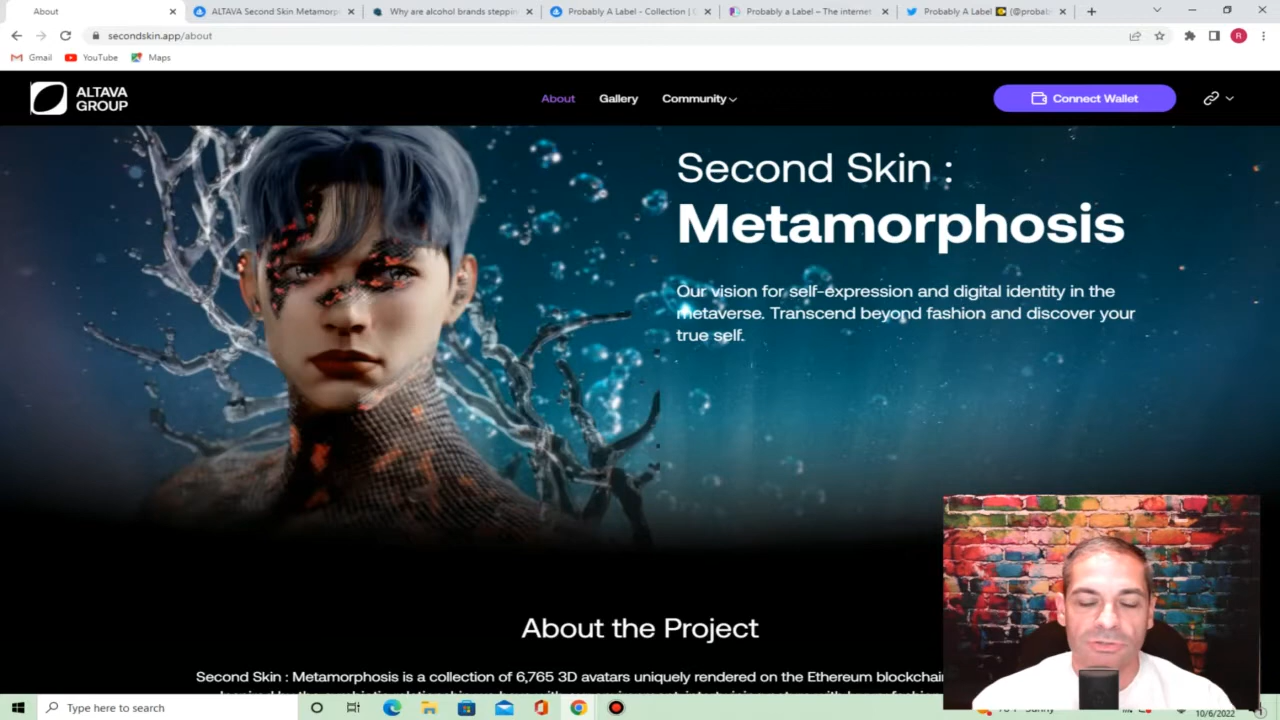 About
ALTAVA Second Skin Metamorp
Why are alcohol brands steppin
Probably A Label - Collection |
Probably a Label – The internet
Probably A Label
(@probab
secondskin.app/about
R
Gmail
YouTube
Maps
ALTAVA
GROUP
About
Gallery
Community
Connect Wallet
Second Skin :
Metamorphosis
Our vision for self-expression and digital identity in the
metaverse. Transcend beyond fashion and discover your
true self.
About the Project
Second Skin : Metamorphosis is a collection of 6,765 3D avatars uniquely rendered on the Ethereum blockchain
Type here to search
Sunny
10/6/2022